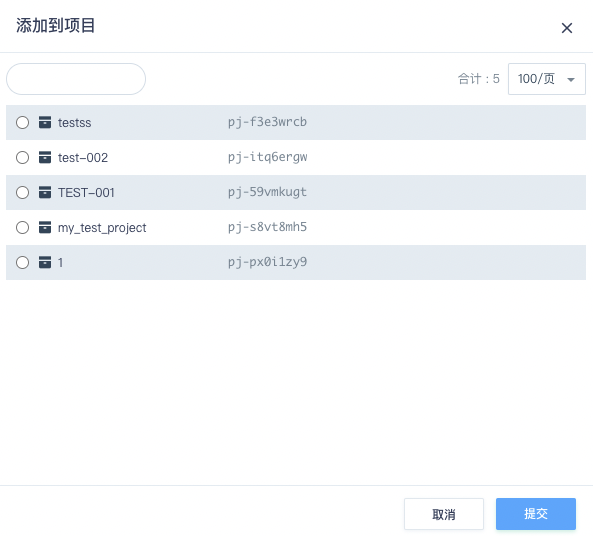 添加到项目
合计 : 5 100/页
testss pj-f3e3wrcb
test-002 pj-itq6ergw
TEST-001 pj-59vmkugt
my_test_project pj-s8vt8mh5
1 pj-px0i1zy9
取消 提交